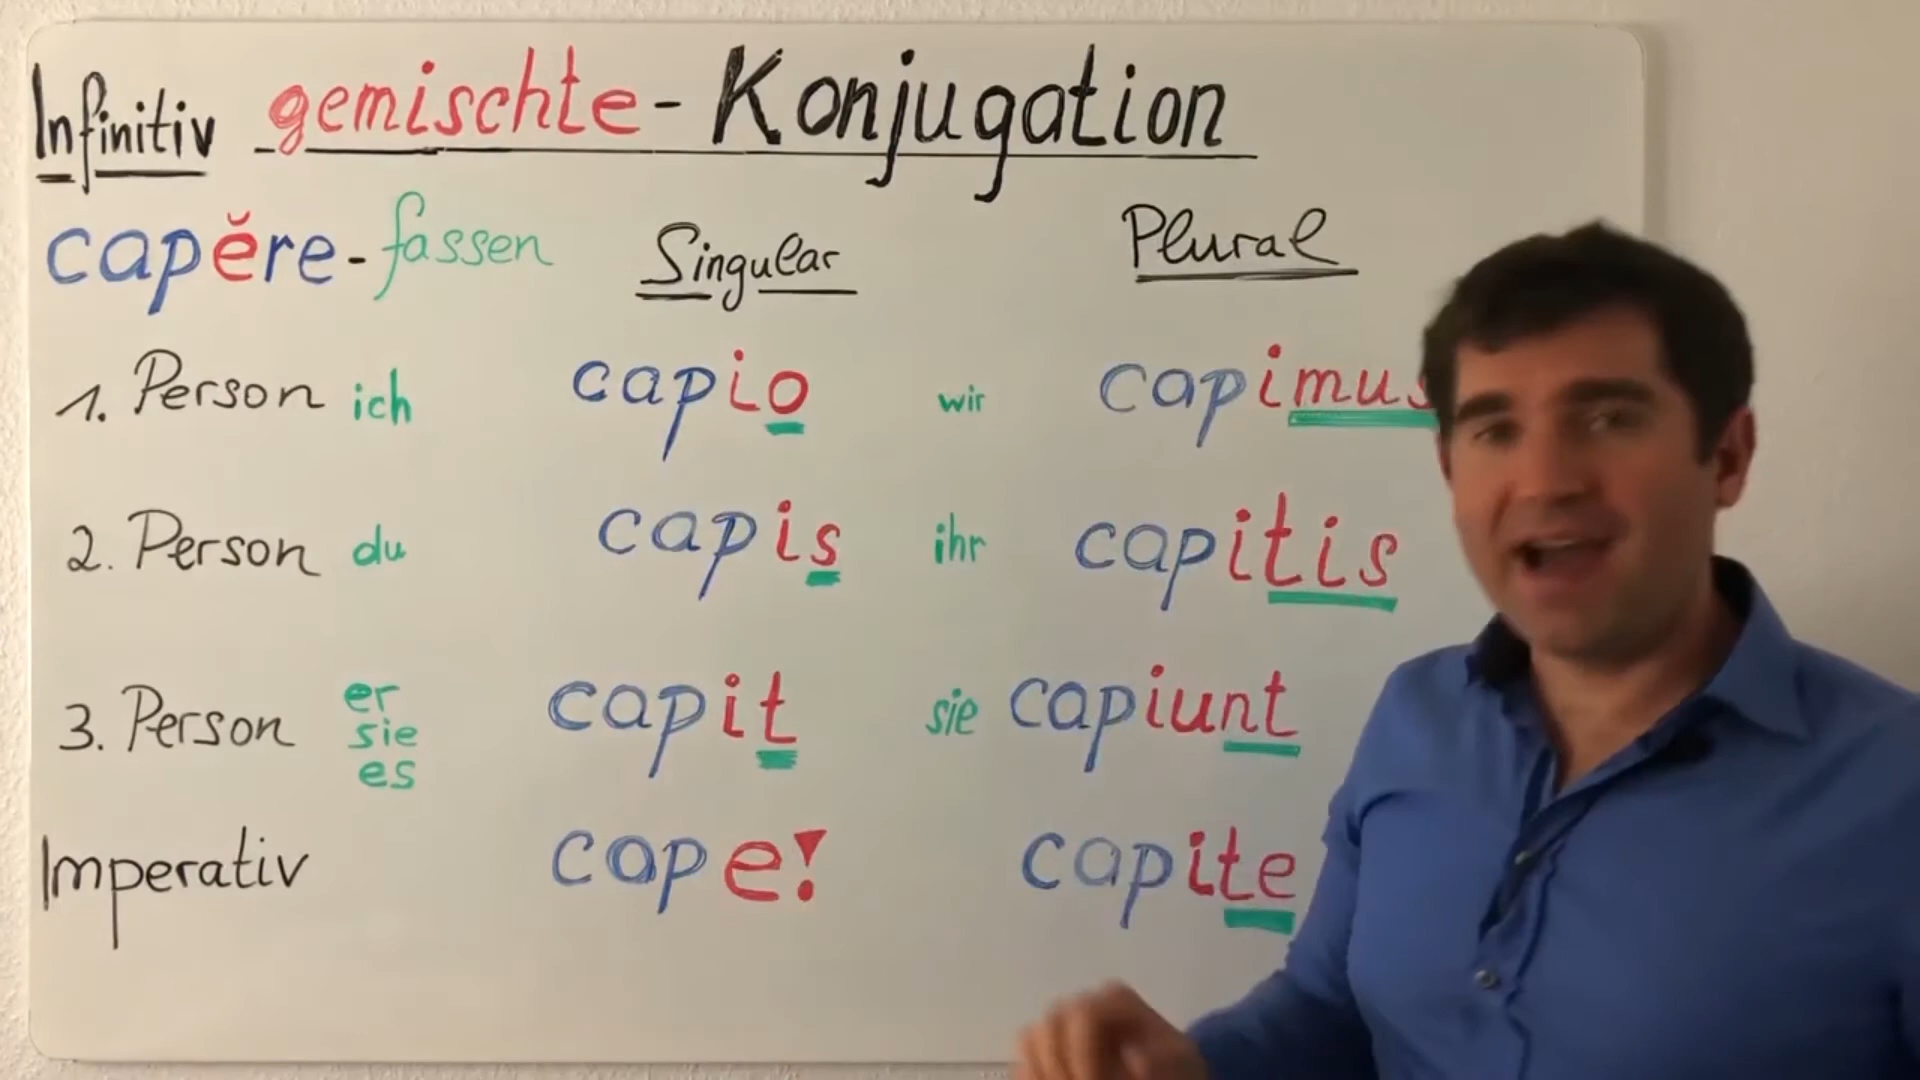 Infinitiv gemischte-Konjugation
capĕre-fassen Singular Plural
1. Person ich capio wir capimus
2. Person du capis ihr capitis
3. Person er sie es capit sie capiunt
Imperativ cape! capite